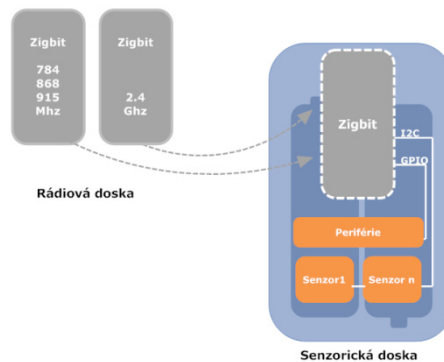 Zigbit
784
868
915
Mhz
Zigbit
2.4
Ghz
Rádiová doska
Zigbit
I2C
GPIO
Periférie
Senzor1
Senzor n
Senzorická doska